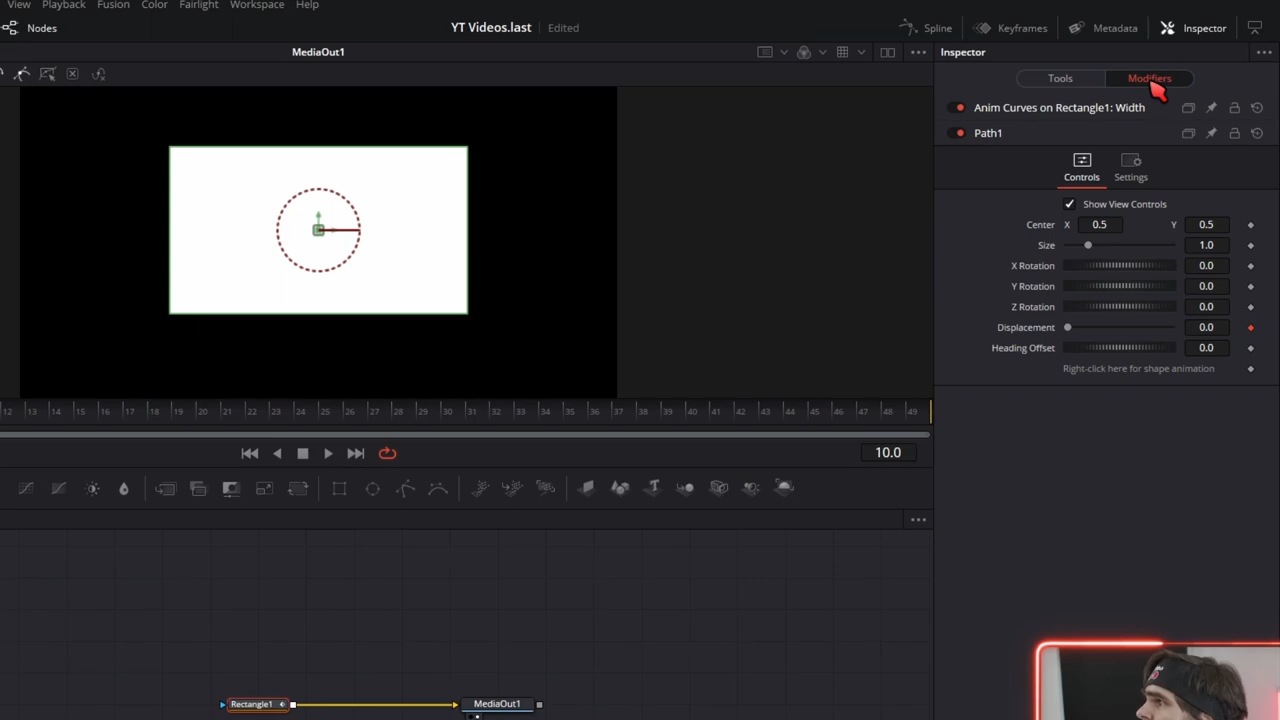 View Playback Fusion Color Fairlight Workspace Help
Nodes YT Videos.last Edited Spline Keyframes Metadata Inspector
MediaOut1 Inspector
Tools Modifiers
Anim Curves on Rectangle1: Width
Path1
Controls Settings
Show View Controls
Center X 0.5 Y 0.5
Size 1.0
X Rotation 0.0
Y Rotation 0.0
Z Rotation 0.0
Displacement 0.0
Heading Offset 0.0
Right-click here for shape animation
12 13 14 15 16 17 18 19 20 21 22 23 24 25 26 27 28 29 30 31 32 33 34 35 36 37 38 39 40 41 42 43 44 45 46 47 48 49
10.0
Rectangle1 MediaOut1